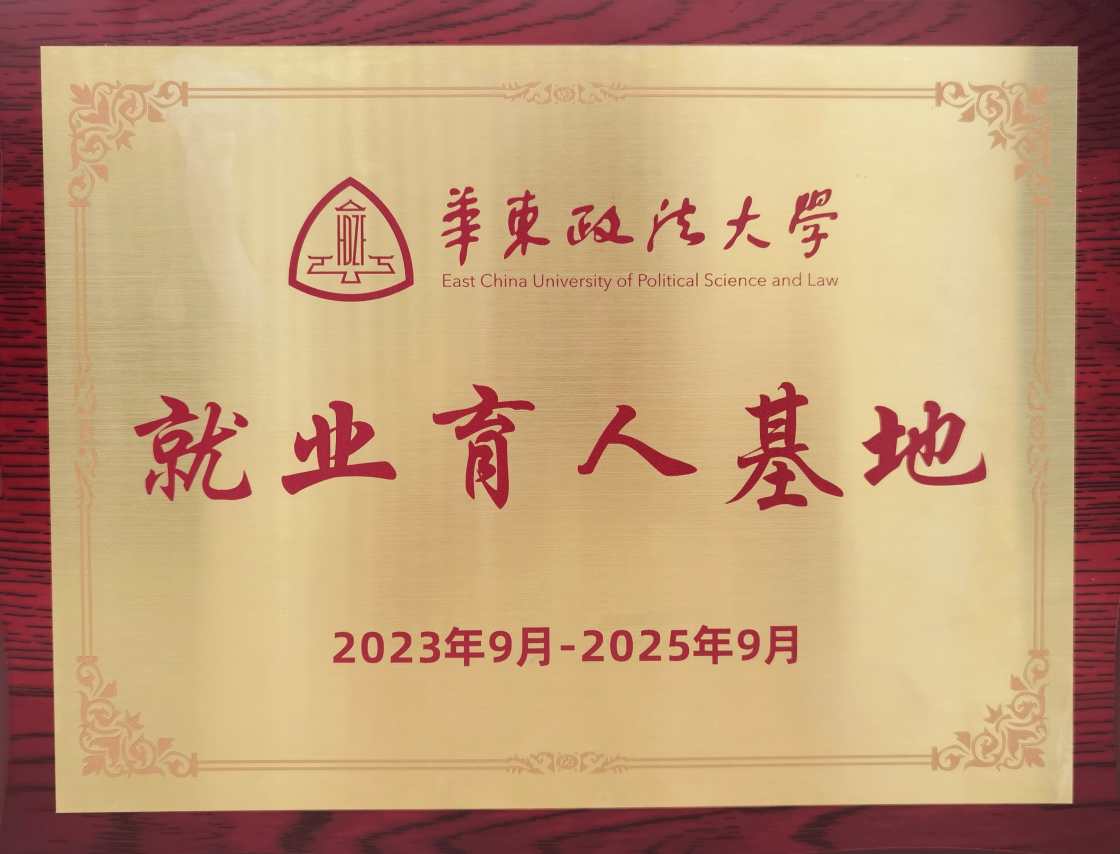 華東政法大學
East China University of Political Science and Law
就业育人基地
2023年9月-2025年9月